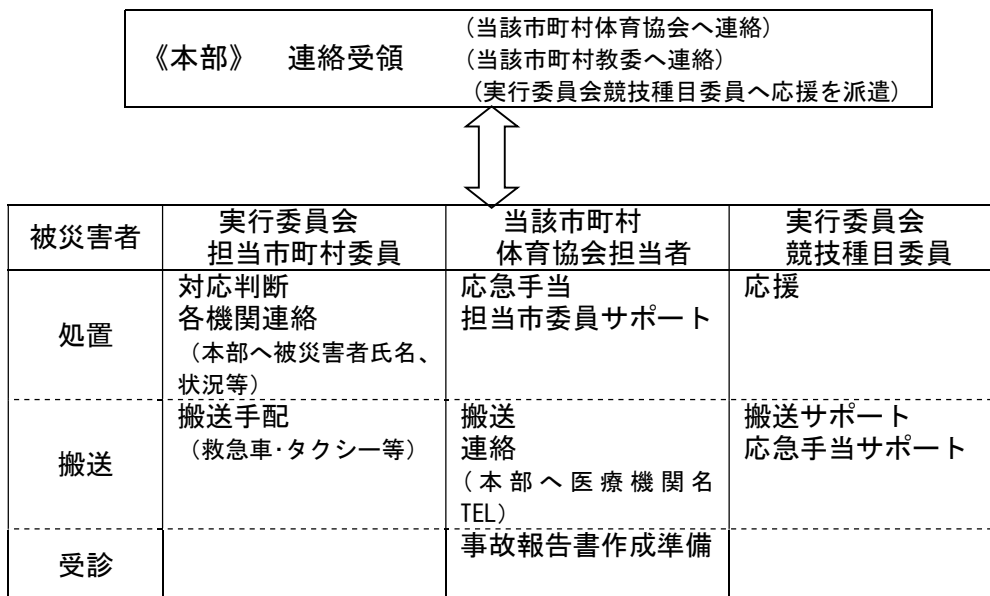 《本部》 連絡受領
(当該市町村体育協会へ連絡)
(当該市町村教委へ連絡)
(実行委員会競技種目委員へ応援を派遣)
被災害者
実行委員会
担当市町村委員
当該市町村
体育協会担当者
実行委員会
競技種目委員
処置
対応判断
各機関連絡
(本部へ被災害者氏名、
状況等)
応急手当
担当市委員サポート
応援
搬送
搬送手配
(救急車・タクシー等)
搬送
連絡
(本部へ医療機関名
TEL)
搬送サポート
応急手当サポート
受診
事故報告書作成準備